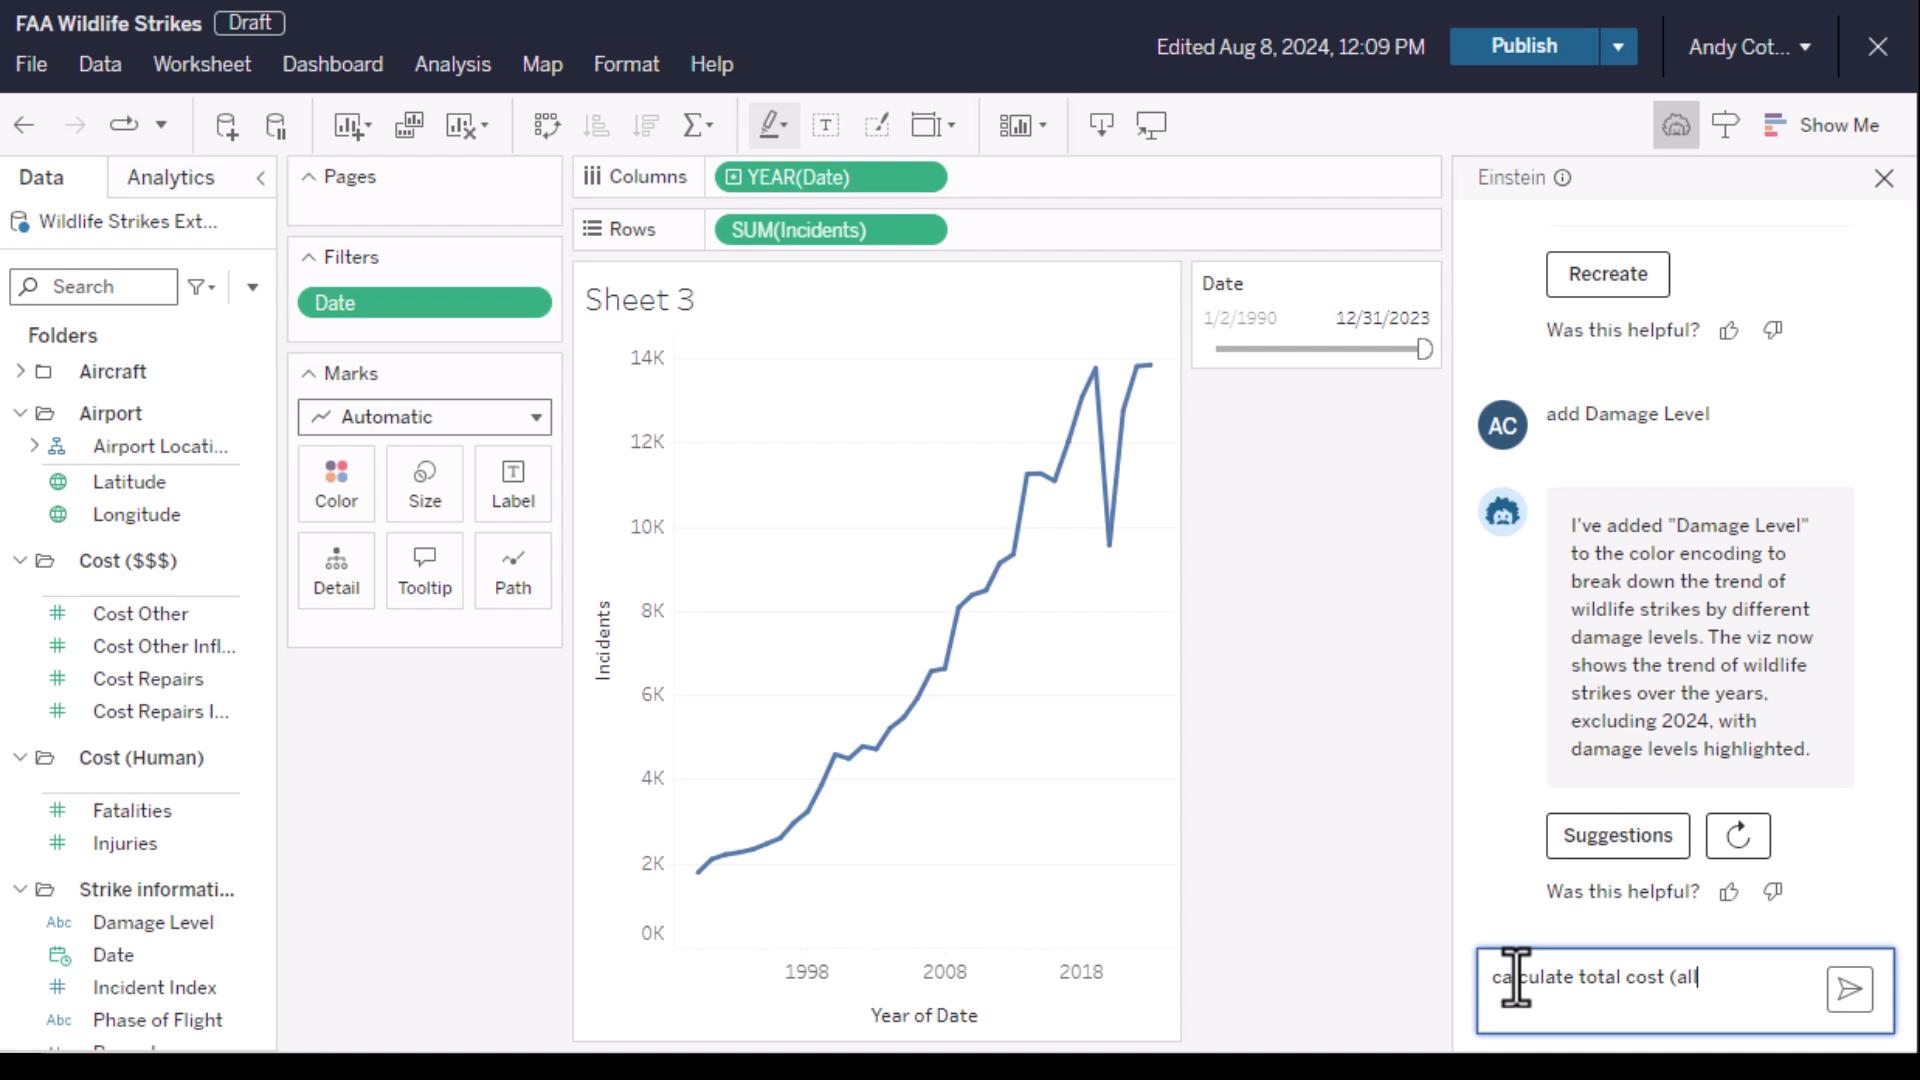 FAA Wildlife Strikes Draft
File Data Worksheet Dashboard Analysis Map Format Help
Edited Aug 8, 2024, 12:09 PM
Publish
Andy Cot...
Show Me
Data Analytics
Wildlife Strikes Ext...
Search
Folders
Aircraft
Airport
Airport Locati...
Latitude
Longitude
Cost ($$$)
Cost Other
Cost Other Infl...
Cost Repairs
Cost Repairs I...
Cost (Human)
Fatalities
Injuries
Strike informati...
Abc Damage Level
Date
Incident Index
Abc Phase of Flight
Pages
Filters
Date
Marks
Automatic
Color Size Label
Detail Tooltip Path
Columns YEAR(Date)
Rows SUM(Incidents)
Sheet 3
14K
12K
10K
8K
6K
4K
2K
0K
Incidents
1998 2008 2018
Year of Date
Date
1/2/1990 12/31/2023
Einstein
Recreate
Was this helpful?
AC add Damage Level
I've added "Damage Level"
to the color encoding to
break down the trend of
wildlife strikes by different
damage levels. The viz now
shows the trend of wildlife
strikes over the years,
excluding 2024, with
damage levels highlighted.
Suggestions
Was this helpful?
calculate total cost (all